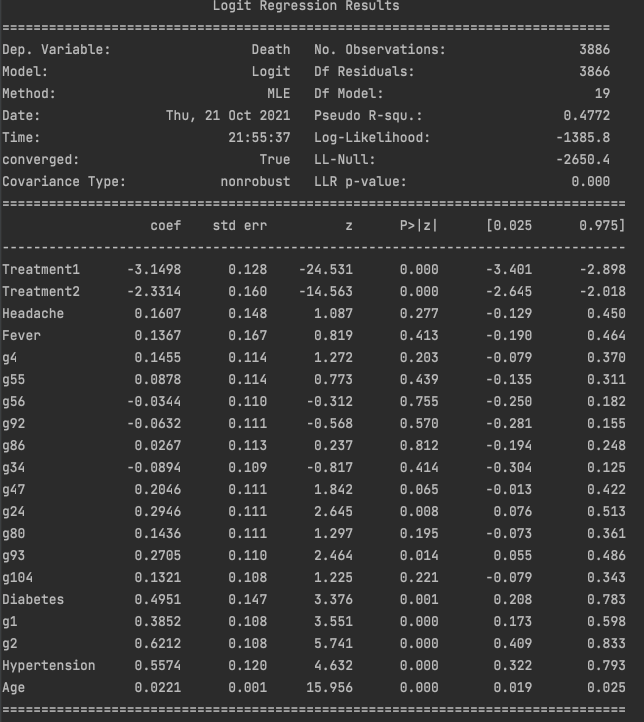 Logit Regression Results
==============================================================================
Dep. Variable: Death No. Observations: 3886
Model: Logit Df Residuals: 3866
Method: MLE Df Model: 19
Date: Thu, 21 Oct 2021 Pseudo R-squ.: 0.4772
Time: 21:55:37 Log-Likelihood: -1385.8
converged: True LL-Null: -2650.4
Covariance Type: nonrobust LLR p-value: 0.000
================================================================================
coef std err z P>|z| [0.025 0.975]
--------------------------------------------------------------------------------
Treatment1 -3.1498 0.128 -24.531 0.000 -3.401 -2.898
Treatment2 -2.3314 0.160 -14.563 0.000 -2.645 -2.018
Headache 0.1607 0.148 1.087 0.277 -0.129 0.450
Fever 0.1367 0.167 0.819 0.413 -0.190 0.464
g4 0.1455 0.114 1.272 0.203 -0.079 0.370
g55 0.0878 0.114 0.773 0.439 -0.135 0.311
g56 -0.0344 0.110 -0.312 0.755 -0.250 0.182
g92 -0.0632 0.111 -0.568 0.570 -0.281 0.155
g86 0.0267 0.113 0.237 0.812 -0.194 0.248
g34 -0.0894 0.109 -0.817 0.414 -0.304 0.125
g47 0.2046 0.111 1.842 0.065 -0.013 0.422
g24 0.2946 0.111 2.645 0.008 0.076 0.513
g80 0.1436 0.111 1.297 0.195 -0.073 0.361
g93 0.2705 0.110 2.464 0.014 0.055 0.486
g104 0.1321 0.108 1.225 0.221 -0.079 0.343
Diabetes 0.4951 0.147 3.376 0.001 0.208 0.783
g1 0.3852 0.108 3.551 0.000 0.173 0.598
g2 0.6212 0.108 5.741 0.000 0.409 0.833
Hypertension 0.5574 0.120 4.632 0.000 0.322 0.793
Age 0.0221 0.001 15.956 0.000 0.019 0.025
================================================================================